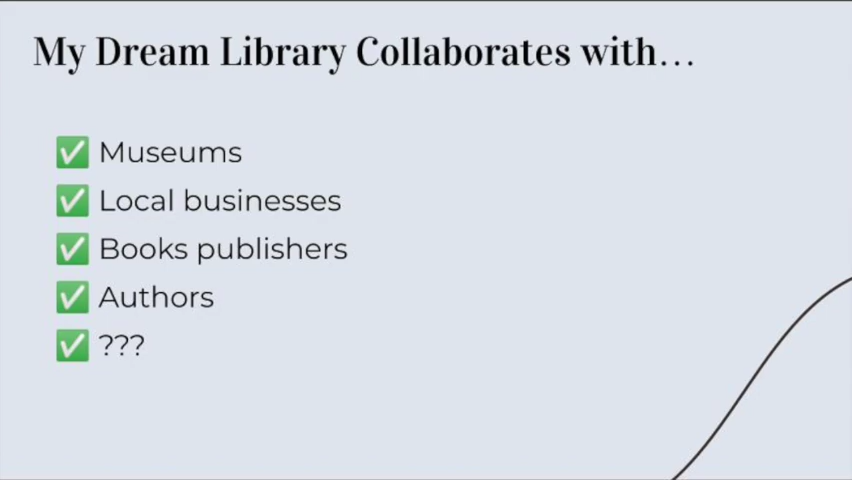 My Dream Library Collaborates with...
✅ Museums
✅ Local businesses
✅ Books publishers
✅ Authors
✅ ???